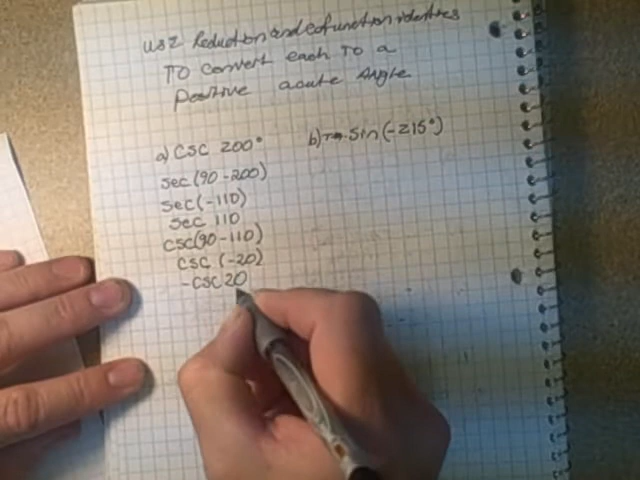 use Reduction and cofunction identities
To convert each To a
Positive acute Angle
a) CSC 200°
b) Sin(-215°)
sec(90-200)
sec(-110)
sec 110
csc(90-110)
csc (-20)
-csc 20